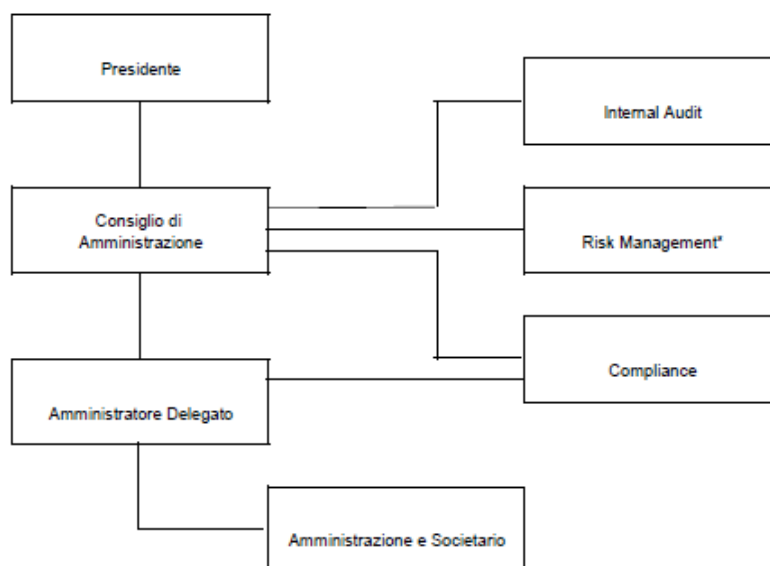 Presidente
Internal Audit
Consiglio di
Amministrazione
Risk Management*
Compliance
Amministratore Delegato
Amministrazione e Societario